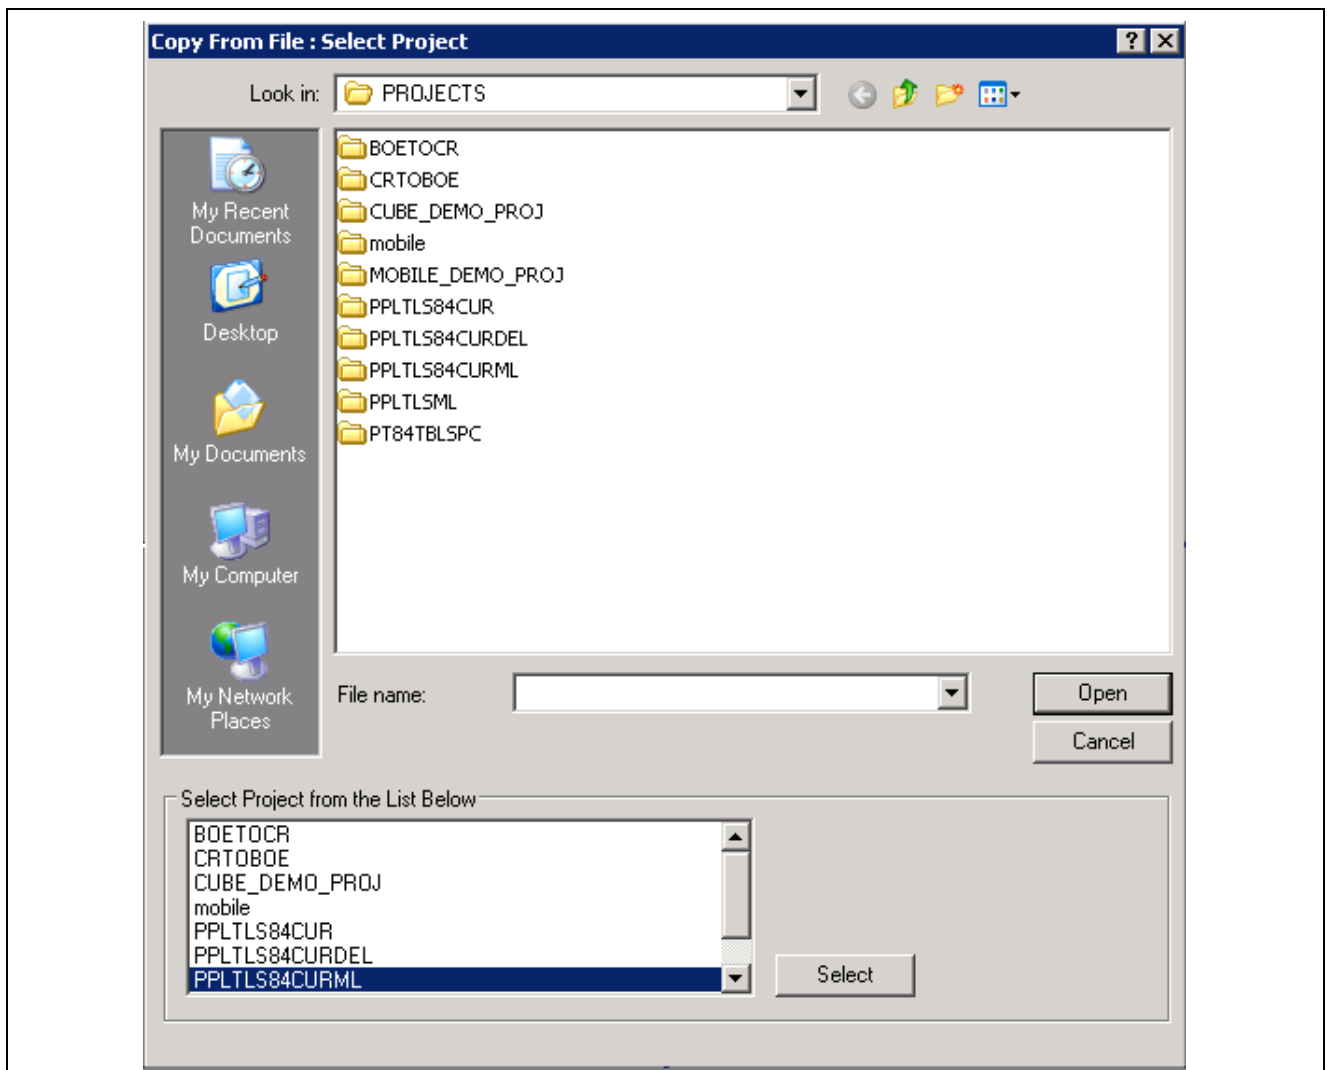 Copy From File : Select Project
Look in:
PROJECTS
My Recent
Documents
Desktop
My Documents
My Computer
My Network
Places
BOETOCR
CRTOBOE
CUBE_DEMO_PROJ
mobile
MOBILE_DEMO_PROJ
PPLTLS84CUR
PPLTLS84CURDEL
PPLTLS84CURML
PPLTLSML
PT84TBLSPC
File name:
Open
Cancel
Select Project from the List Below
BOETOCR
CRTOBOE
CUBE_DEMO_PROJ
mobile
PPLTLS84CUR
PPLTLS84CURDEL
PPLTLS84CURML
Select